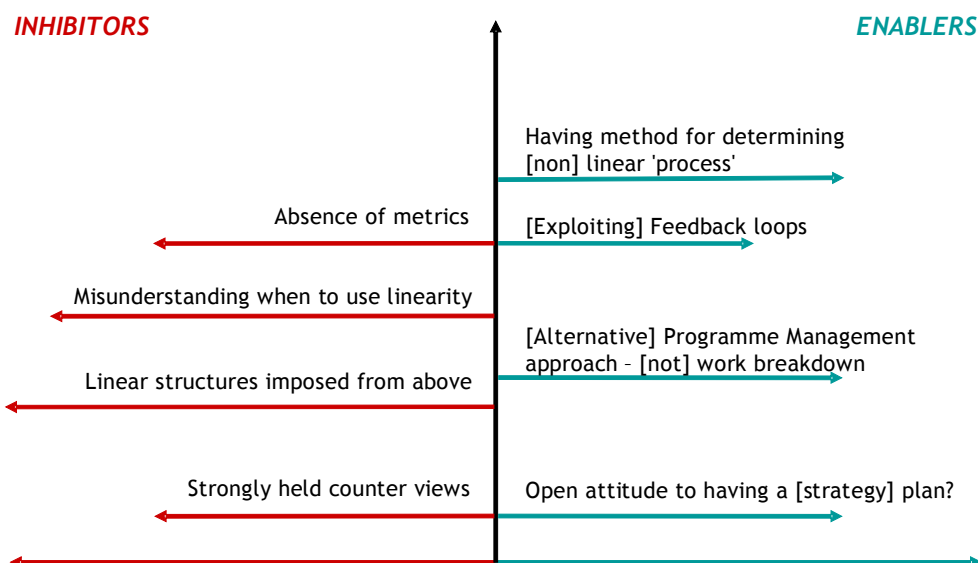 INHIBITORS
ENABLERS
Having method for determining
[non] linear 'process'
Absence of metrics
[Exploiting] Feedback loops
Misunderstanding when to use linearity
[Alternative] Programme Management
approach – [not] work breakdown
Linear structures imposed from above
Strongly held counter views
Open attitude to having a [strategy] plan?